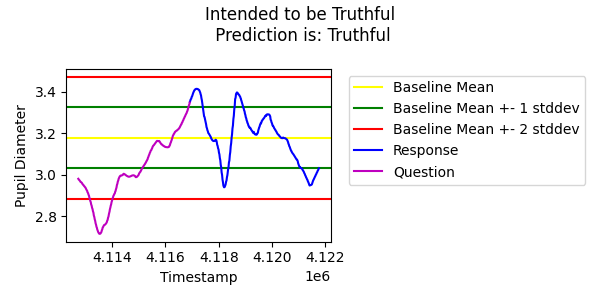 Intended to be Truthful
Prediction is: Truthful
Pupil Diameter
3.4
3.2
3.0
2.8
4.114
4.116
4.118
4.120
4.122
1e6
Timestamp
Baseline Mean
Baseline Mean +- 1 stddev
Baseline Mean +- 2 stddev
Response
Question